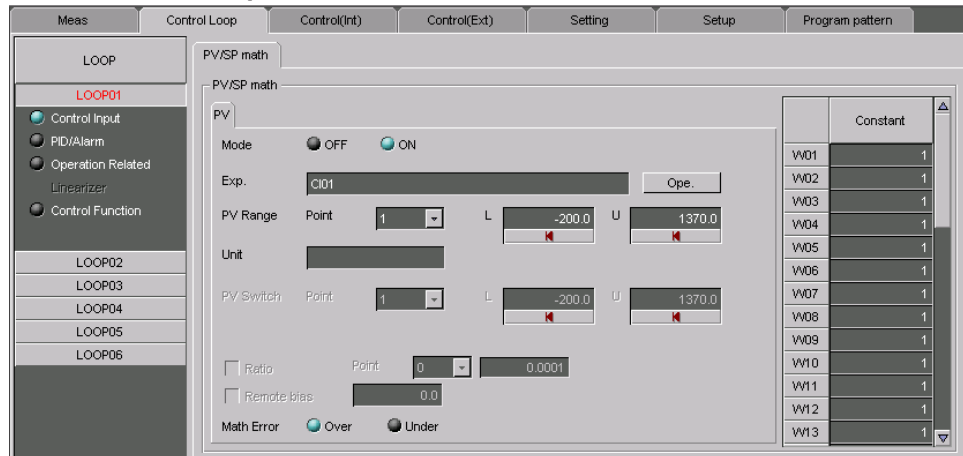 Meas Control Loop Control(Int) Control(Ext) Setting Setup Program pattern
LOOP
LOOP01
Control Input
PID/Alarm
Operation Related
Linearizer
Control Function
LOOP02
LOOP03
LOOP04
LOOP05
LOOP06
PV/SP math
PV/SP math
PV
Mode OFF ON
Exp. CI01 Ope.
PV Range Point 1 L -200.0 U 1370.0
Unit
PV Switch Point 1 L -200.0 U 1370.0
Ratio Point 0 0.0001
Remote bias 0.0
Math Error Over Under
Constant
W01 1
W02 1
W03 1
W04 1
W05 1
W06 1
W07 1
W08 1
W09 1
W10 1
W11 1
W12 1
W13 1